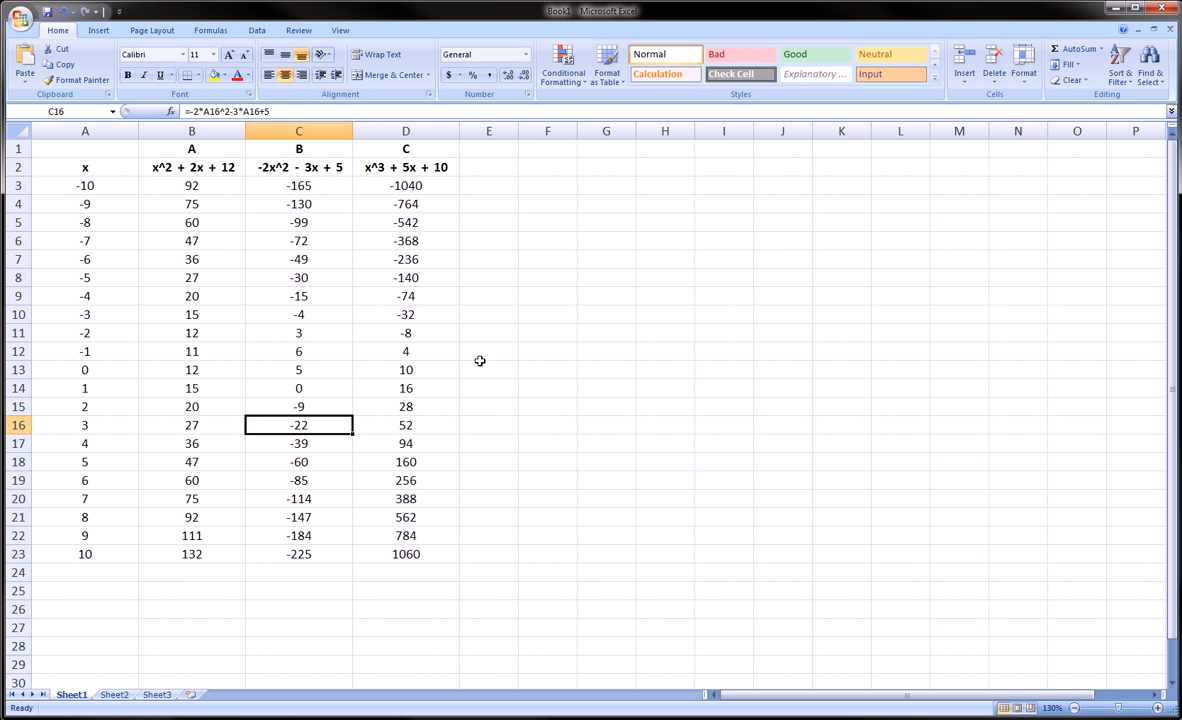 Book1 - Microsoft Excel
Home Insert Page Layout Formulas Data Review View
Cut
Copy
Format Painter
Paste
Clipboard
Calibri 11
B I U
Font
Wrap Text
Merge & Center
Alignment
General
$ % ,
Number
Conditional Formatting
Format as Table
Normal Bad Good Neutral
Calculation Check Cell Explanatory ... Input
Styles
Insert Delete Format
Cells
AutoSum
Fill
Clear
Sort & Filter
Find & Select
Editing
C16 fx =-2*A16^2-3*A16+5
A B C D E F G H I J K L M N O P
1 A B C
2 x x^2 + 2x + 12 -2x^2 - 3x + 5 x^3 + 5x + 10
3 -10 92 -165 -1040
4 -9 75 -130 -764
5 -8 60 -99 -542
6 -7 47 -72 -368
7 -6 36 -49 -236
8 -5 27 -30 -140
9 -4 20 -15 -74
10 -3 15 -4 -32
11 -2 12 3 -8
12 -1 11 6 4
13 0 12 5 10
14 1 15 0 16
15 2 20 -9 28
16 3 27 -22 52
17 4 36 -39 94
18 5 47 -60 160
19 6 60 -85 256
20 7 75 -114 388
21 8 92 -147 562
22 9 111 -184 784
23 10 132 -225 1060
24
25
26
27
28
29
30
Sheet1 Sheet2 Sheet3
Ready 130%